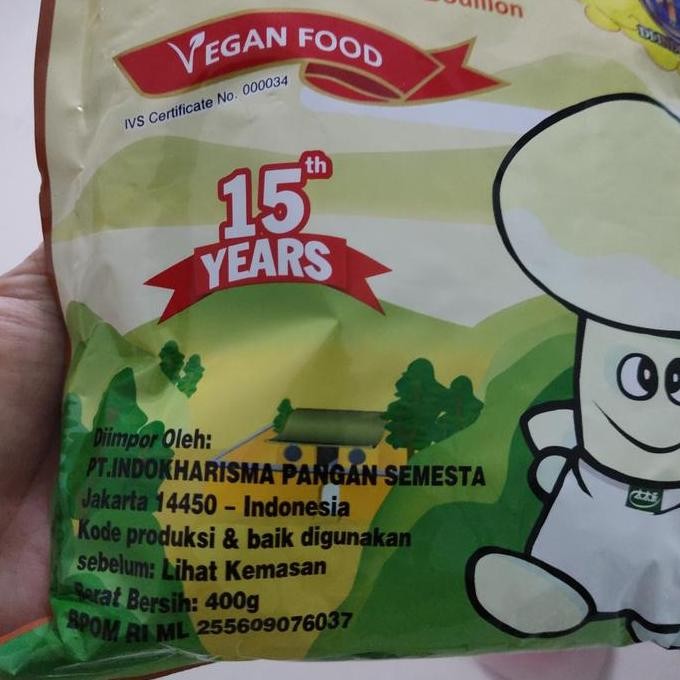 Bouillon
VEGAN FOOD
IVS Certificate No. 000034
15th
YEARS
Diimpor Oleh:
PT.INDOKHARISMA PANGAN SEMESTA
Jakarta 14450 – Indonesia
Kode produksi & baik digunakan
sebelum: Lihat Kemasan
Berat Bersih: 400g
BPOM RI ML 255609076037